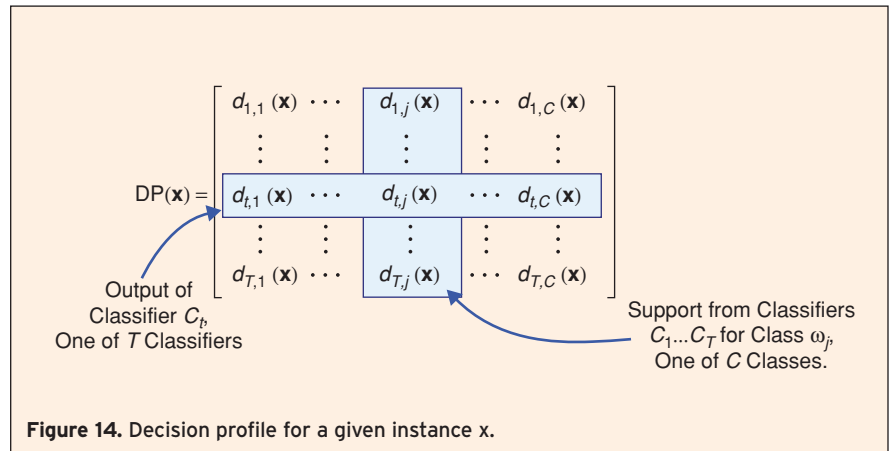 d1,1 (x) ··· d1,j (x) ··· d1,C (x)
⋮ ⋮ ⋮ ⋮ ⋮
DP(x) = dt,1 (x) ··· dt,j (x) ··· dt,C (x)
⋮ ⋮ ⋮ ⋮ ⋮
dT,1 (x) ··· dT,j (x) ··· dT,C (x)
Output of
Classifier Ct,
One of T Classifiers
Support from Classifiers
C1...CT for Class ωj,
One of C Classes.
Figure 14. Decision profile for a given instance x.